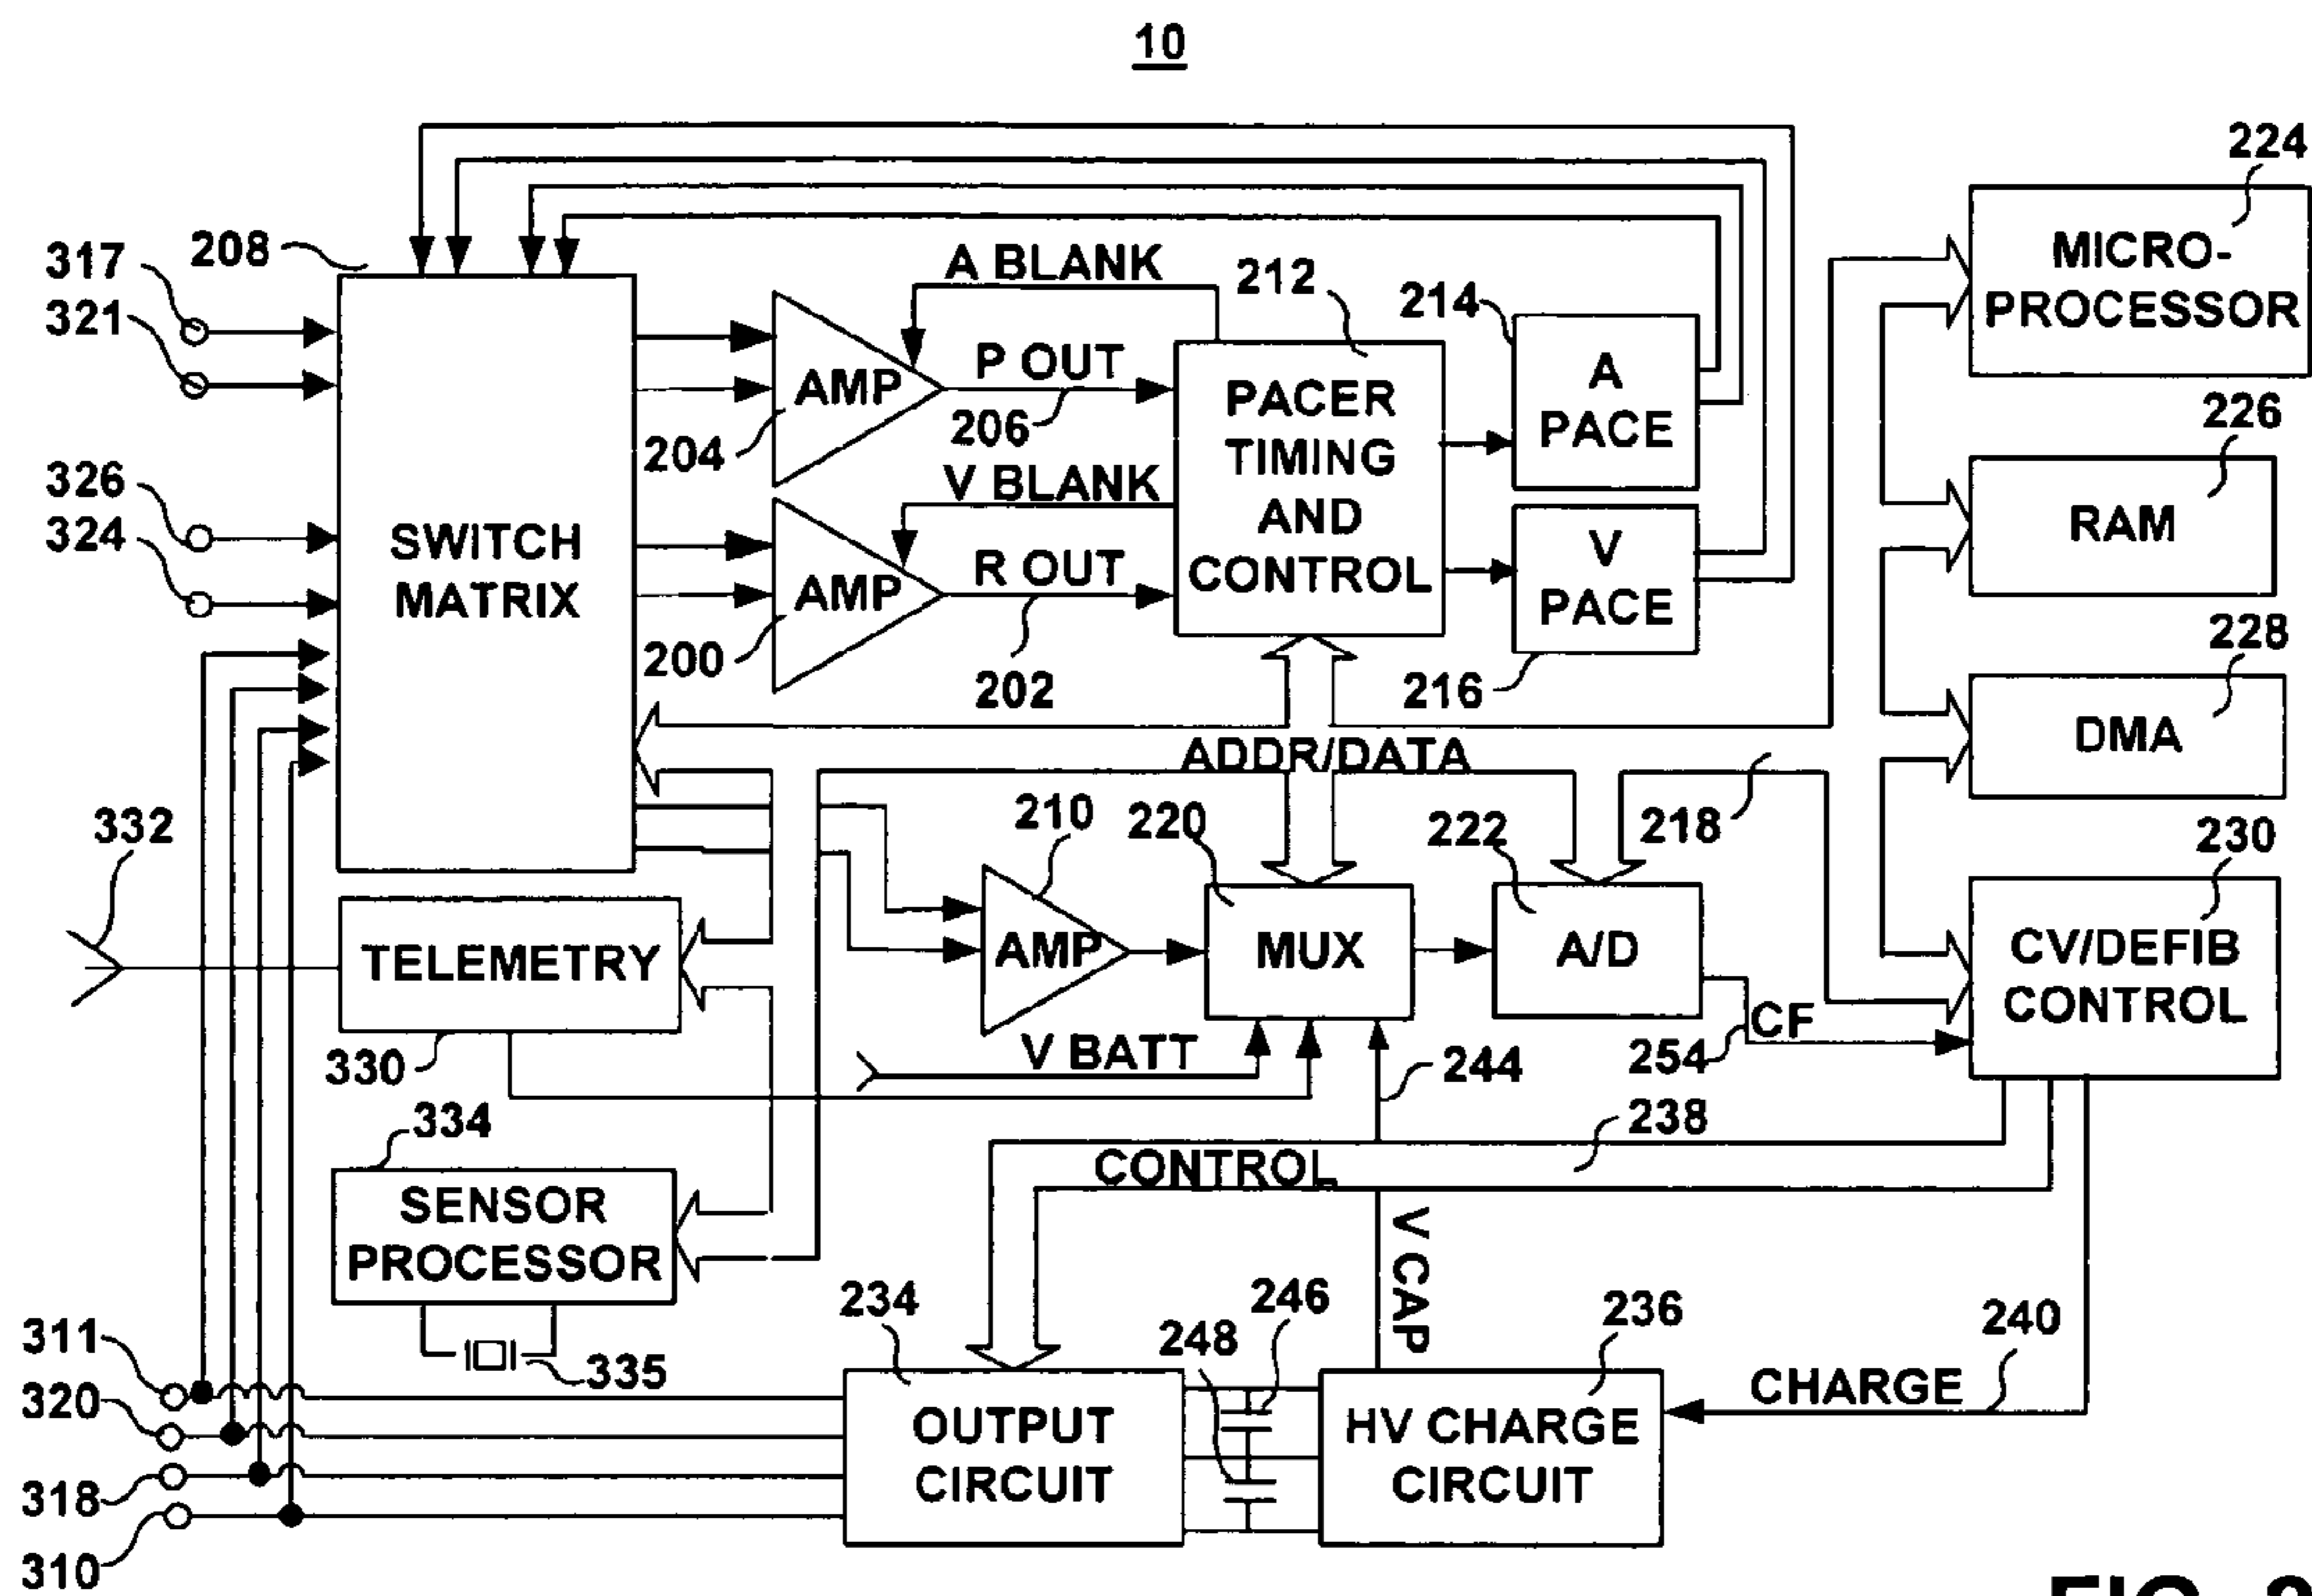 10
224
MICRO-
PROCESSOR
317
208
A BLANK
212
214
321
A
PACE
AMP
P OUT
206
PACER
TIMING
AND
CONTROL
204
226
RAM
326
324
SWITCH
MATRIX
V BLANK
AMP
R OUT
V
PACE
200
202
216
228
DMA
ADDR/DATA
332
210
220
222
218
230
TELEMETRY
AMP
MUX
A/D
CV/DEFIB
CONTROL
330
V BATT
244
254
CF
334
238
CONTROL
SENSOR
PROCESSOR
V CAP
234
246
248
236
240
311
335
CHARGE
320
OUTPUT
CIRCUIT
HV CHARGE
CIRCUIT
318
310
FIG.